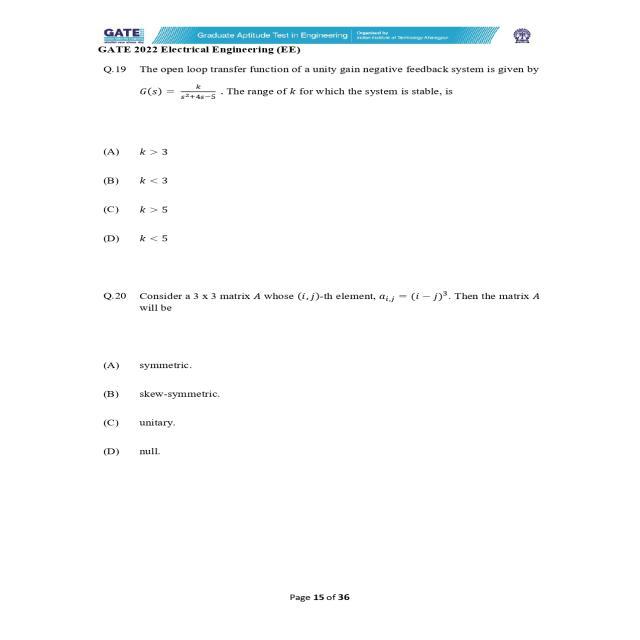 GATE
Graduate Aptitude Test in Engineering
Organised by
Indian Institute of Technology Kharagpur
GATE 2022 Electrical Engineering (EE)
Q.19 The open loop transfer function of a unity gain negative feedback system is given by
G(s) = k/(s²+4s−5) . The range of k for which the system is stable, is
(A) k > 3
(B) k < 3
(C) k > 5
(D) k < 5
Q.20 Consider a 3 x 3 matrix A whose (i, j)-th element, aᵢ,ⱼ = (i − j)³. Then the matrix A
will be
(A) symmetric.
(B) skew-symmetric.
(C) unitary.
(D) null.
Page 15 of 36